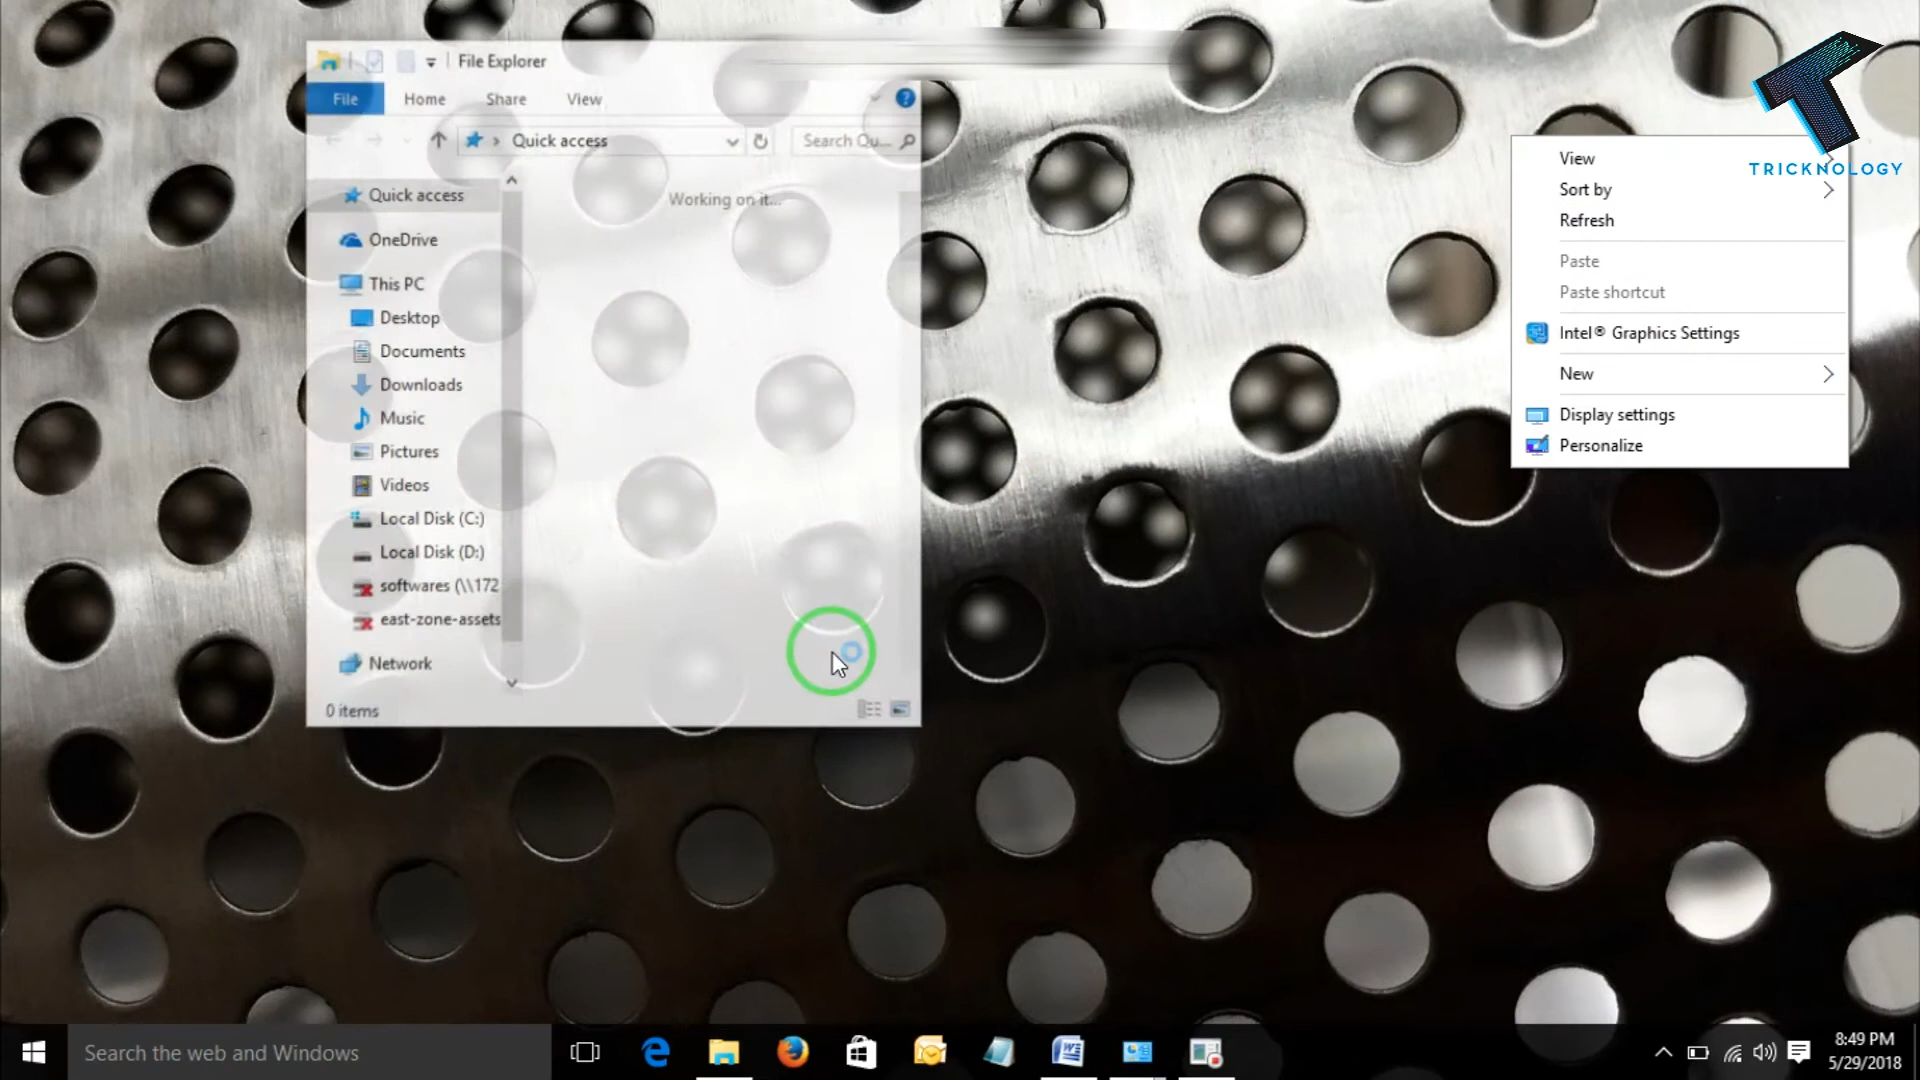 File Explorer
File Home Share View
Quick access
Search Qu...
Quick access
OneDrive
This PC
Desktop
Documents
Downloads
Music
Pictures
Videos
Local Disk (C:)
Local Disk (D:)
softwares (\\172
east-zone-assets
Network
Working on it...
0 items
TRICKNOLOGY
View
Sort by
Refresh
Paste
Paste shortcut
Intel® Graphics Settings
New
Display settings
Personalize
Search the web and Windows
8:49 PM
5/29/2018